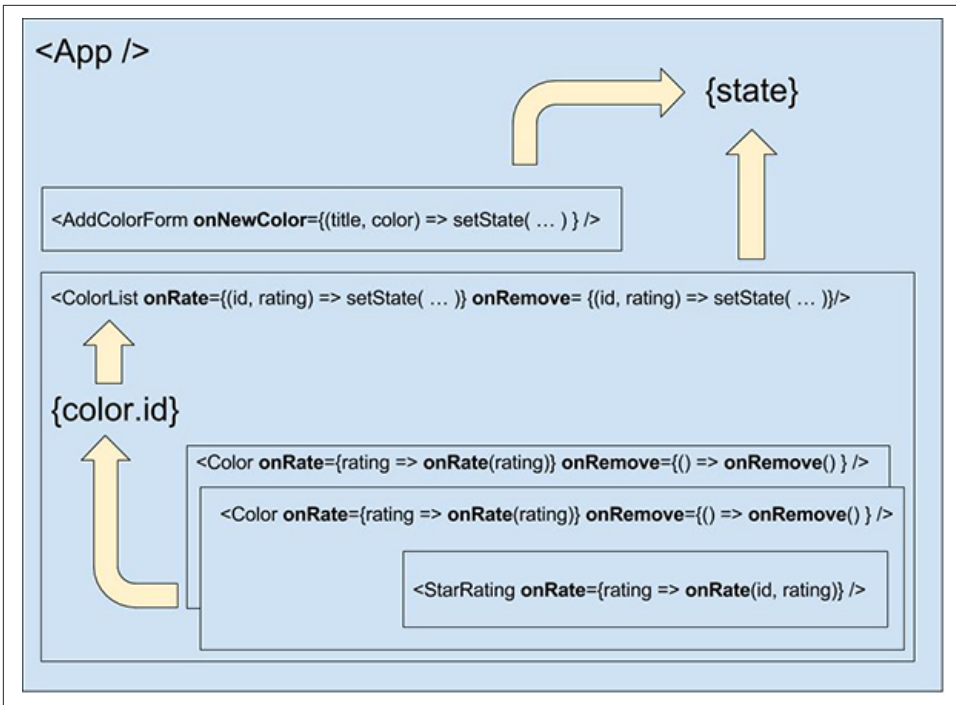 <App />
{state}
<AddColorForm onNewColor={(title, color) => setState( … ) } />
<ColorList onRate={(id, rating) => setState( … )} onRemove= {(id, rating) => setState( … )}/>
{color.id}
<Color onRate={rating => onRate(rating)} onRemove={() => onRemove() } />
<Color onRate={rating => onRate(rating)} onRemove={() => onRemove() } />
<StarRating onRate={rating => onRate(id, rating)} />